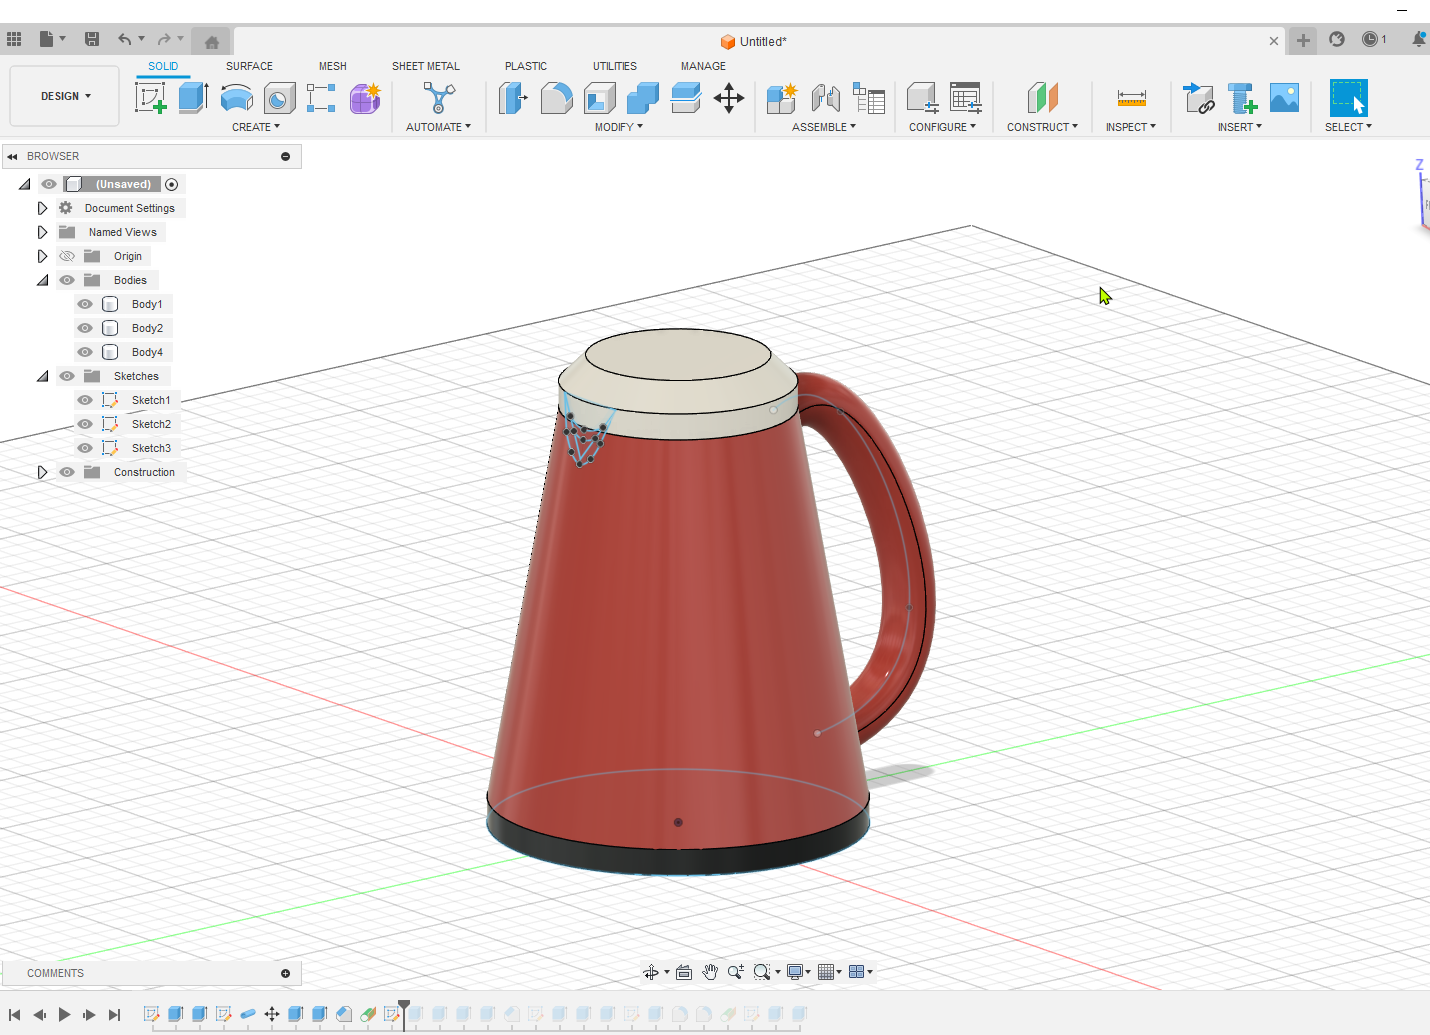 Untitled*
1
DESIGN
SOLID
SURFACE
MESH
SHEET METAL
PLASTIC
UTILITIES
MANAGE
CREATE
AUTOMATE
MODIFY
ASSEMBLE
CONFIGURE
CONSTRUCT
INSPECT
INSERT
SELECT
BROWSER
(Unsaved)
Document Settings
Named Views
Origin
Bodies
Body1
Body2
Body4
Sketches
Sketch1
Sketch2
Sketch3
Construction
Z
COMMENTS